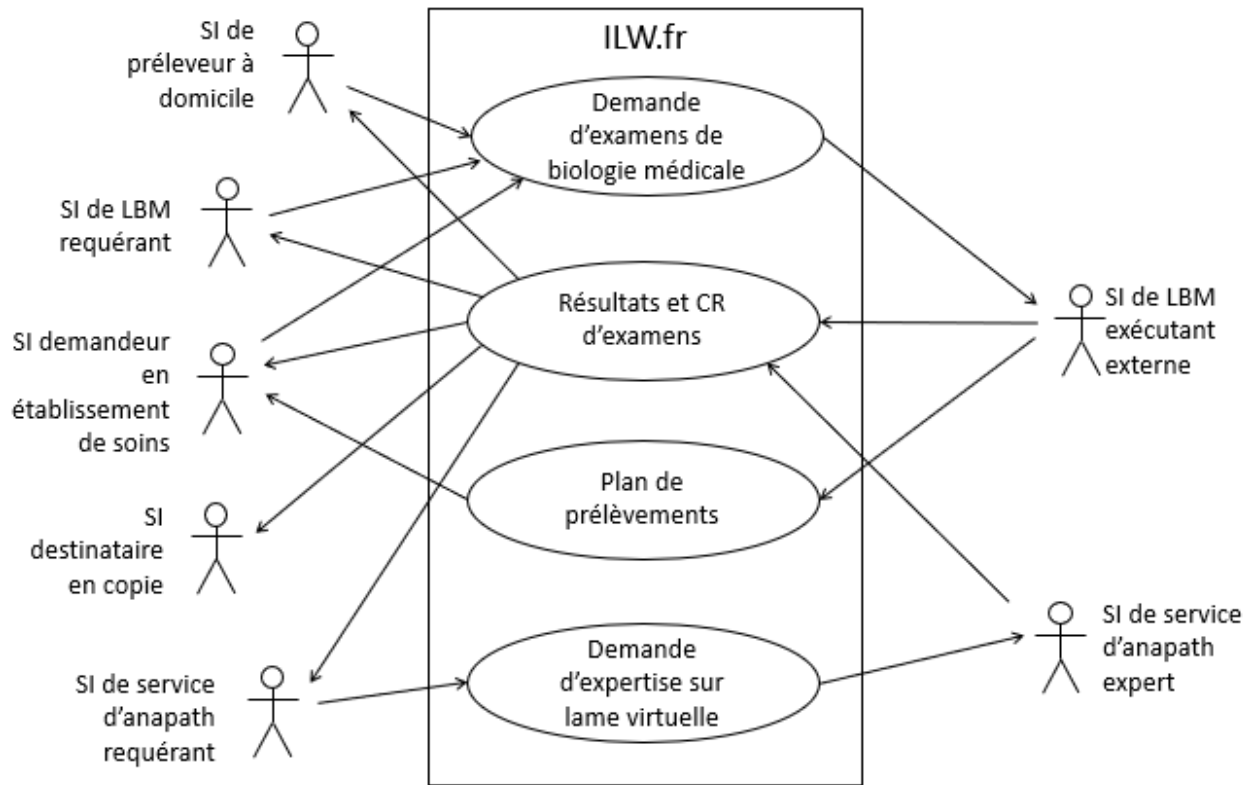 ILW.fr
SI de
préleveur à
domicile
Demande
d'examens de
biologie médicale
SI de LBM
requérant
Résultats et CR
d'examens
SI de LBM
exécutant
externe
SI demandeur
en
établissement
de soins
Plan de
prélèvements
SI
destinataire
en copie
SI de service
d'anapath
expert
Demande
d'expertise sur
lame virtuelle
SI de service
d'anapath
requérant